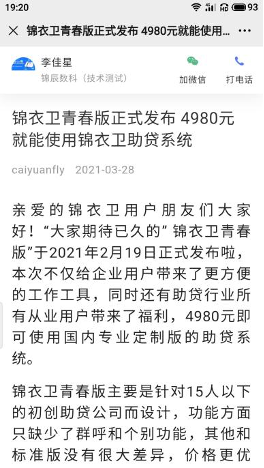 19:20
93
锦衣卫青春版正式发布 4980元就能使用...
李佳星
锦辰数科（技术测试）
加微信
打电话
锦衣卫青春版正式发布 4980元
就能使用锦衣卫助贷系统
caiyuanfly 2021-03-28
亲爱的锦衣卫用户朋友们大家
好！“大家期待已久的” 锦衣卫青春
版”于2021年2月19日正式发布啦，
本次不仅给企业用户带来了更方便
的工作工具，同时还有助贷行业所
有从业用户带来了福利，4980元即
可使用国内专业定制版的助贷系
统。
锦衣卫青春版主要是针对15人以下
的初创助贷公司而设计，功能方面
只缺少了群呼和个别功能，其他和
标准版没有很大差异，价格更优